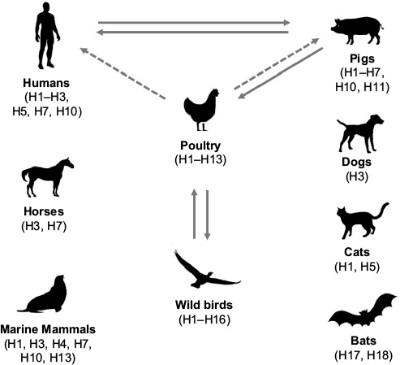 Humans
(H1–H3,
H5, H7, H10)
Pigs
(H1–H7,
H10, H11)
Poultry
(H1–H13)
Dogs
(H3)
Horses
(H3, H7)
Cats
(H1, H5)
Wild birds
(H1–H16)
Marine Mammals
(H1, H3, H4, H7,
H10, H13)
Bats
(H17, H18)